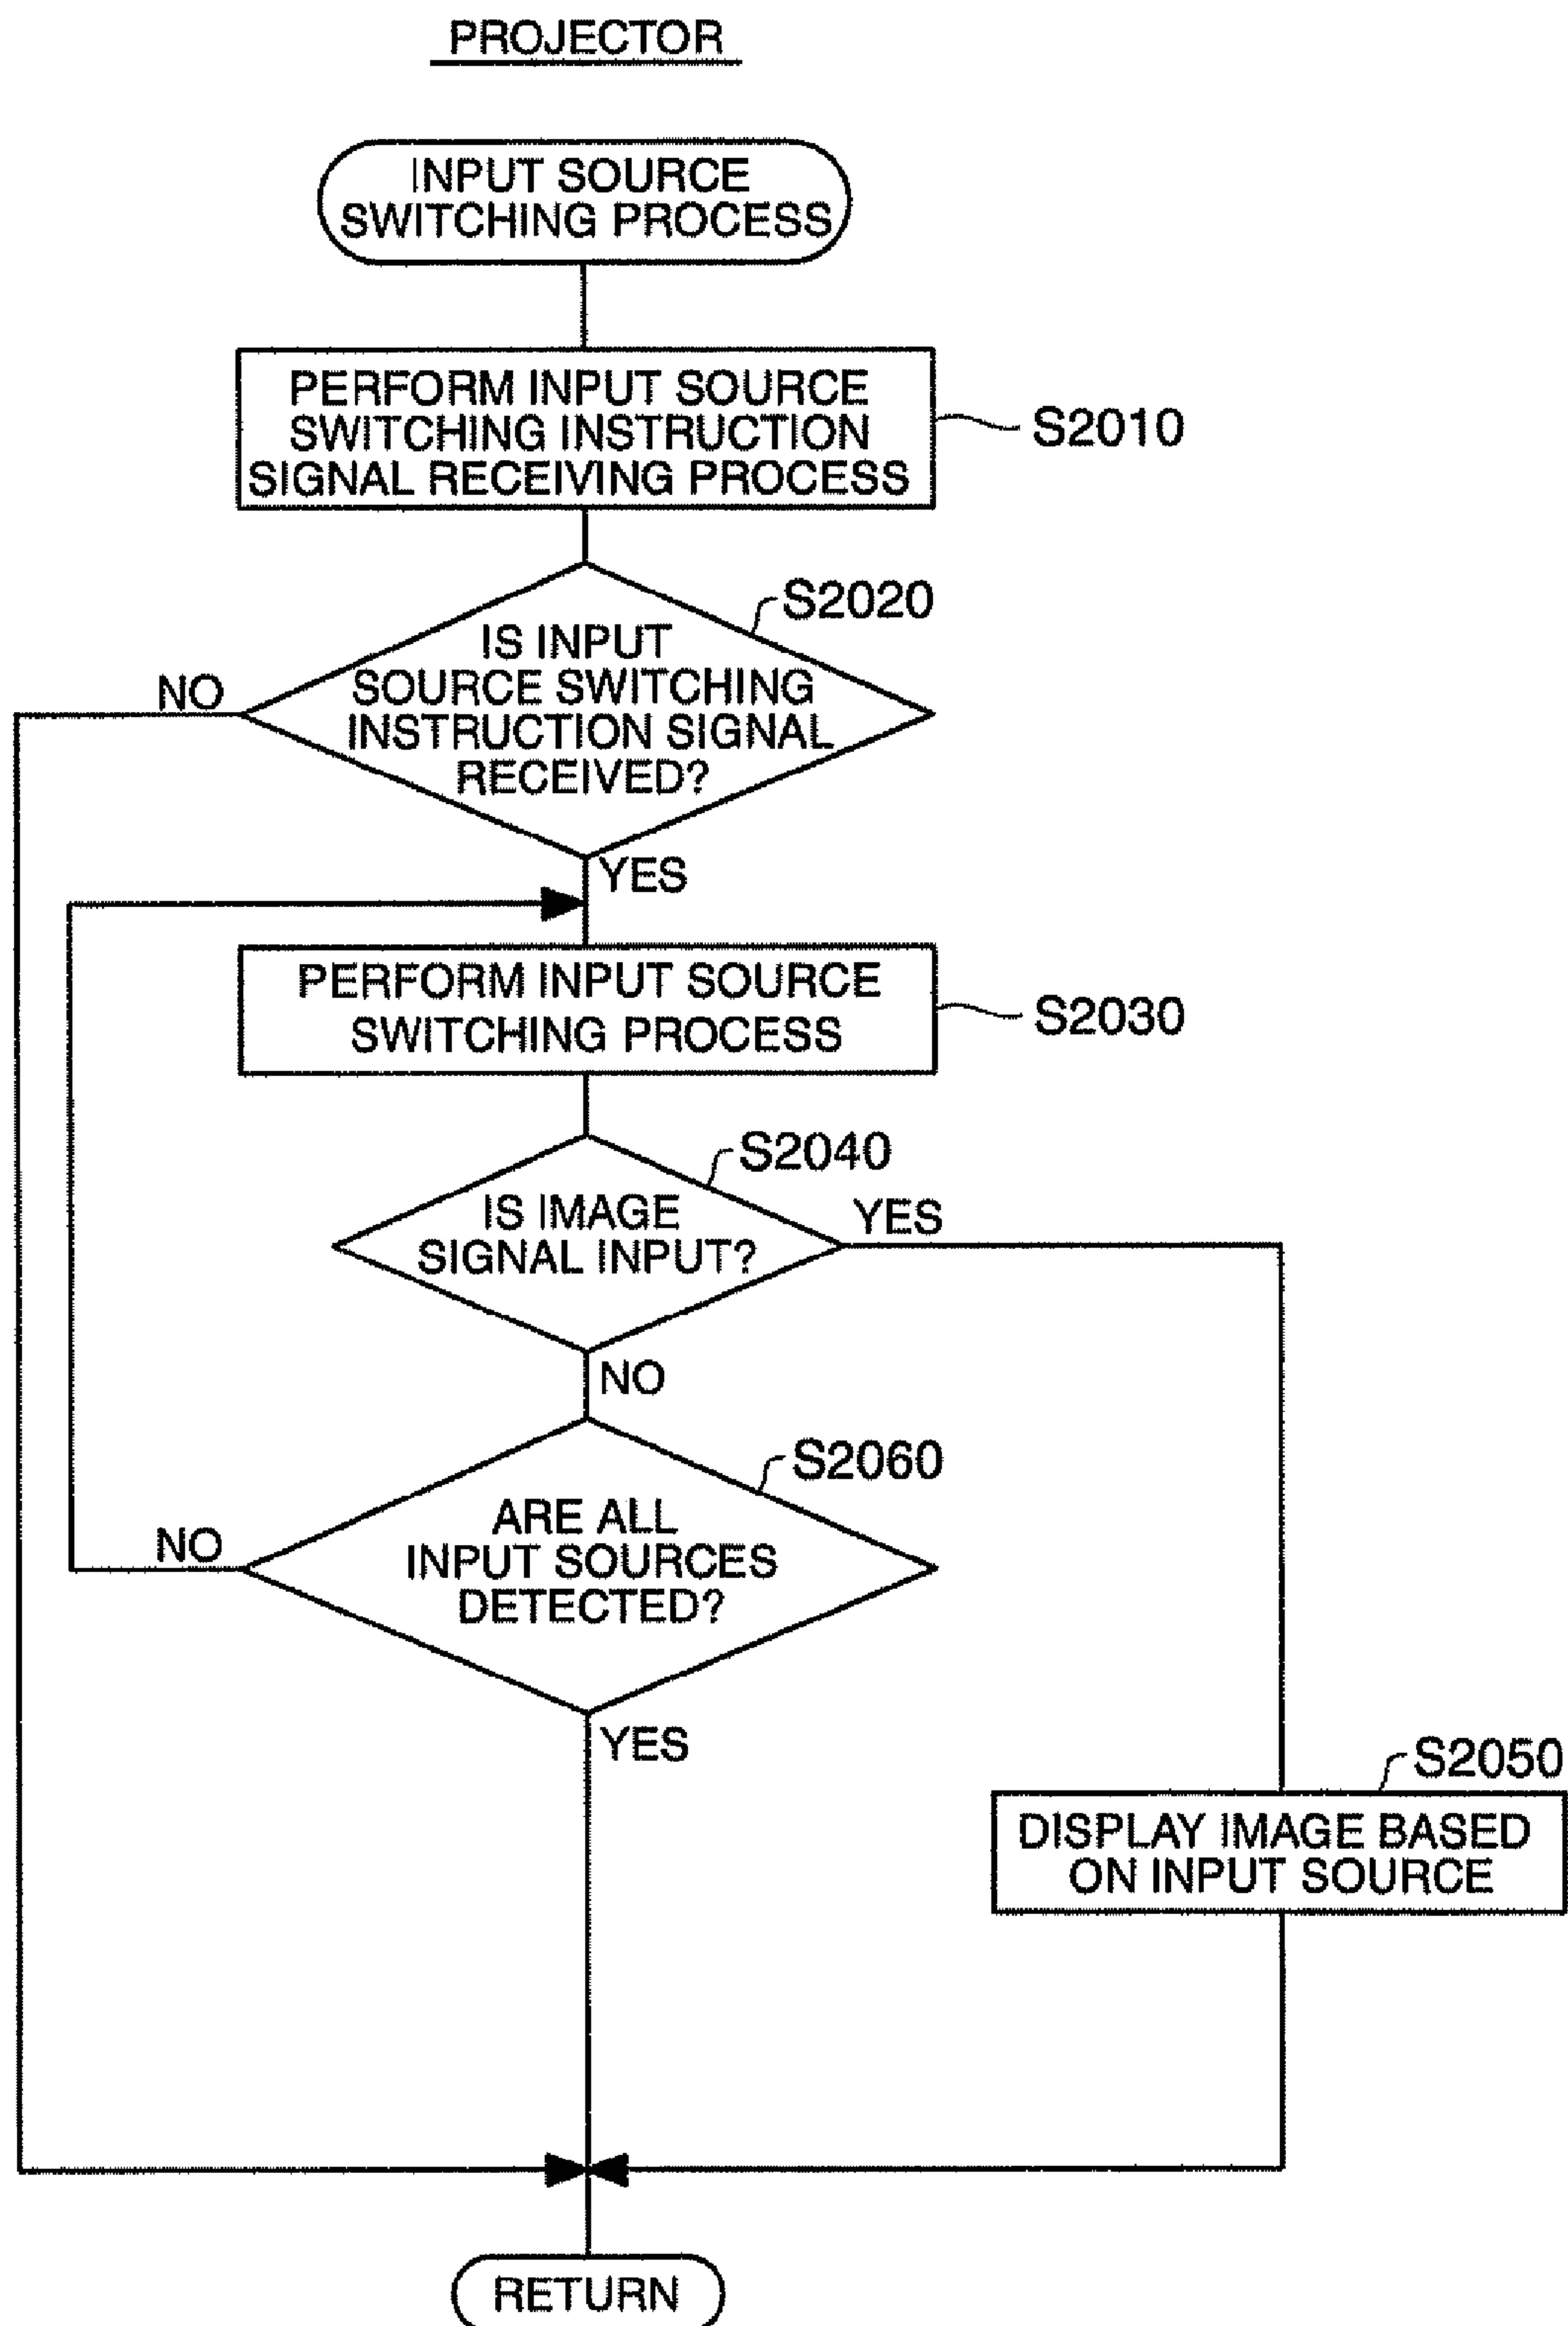 PROJECTOR
INPUT SOURCE
SWITCHING PROCESS
PERFORM INPUT SOURCE
SWITCHING INSTRUCTION
SIGNAL RECEIVING PROCESS
S2010
S2020
IS INPUT
SOURCE SWITCHING
INSTRUCTION SIGNAL
RECEIVED?
NO
YES
PERFORM INPUT SOURCE
SWITCHING PROCESS
S2030
S2040
IS IMAGE
SIGNAL INPUT?
YES
NO
S2060
ARE ALL
INPUT SOURCES
DETECTED?
NO
YES
S2050
DISPLAY IMAGE BASED
ON INPUT SOURCE
RETURN